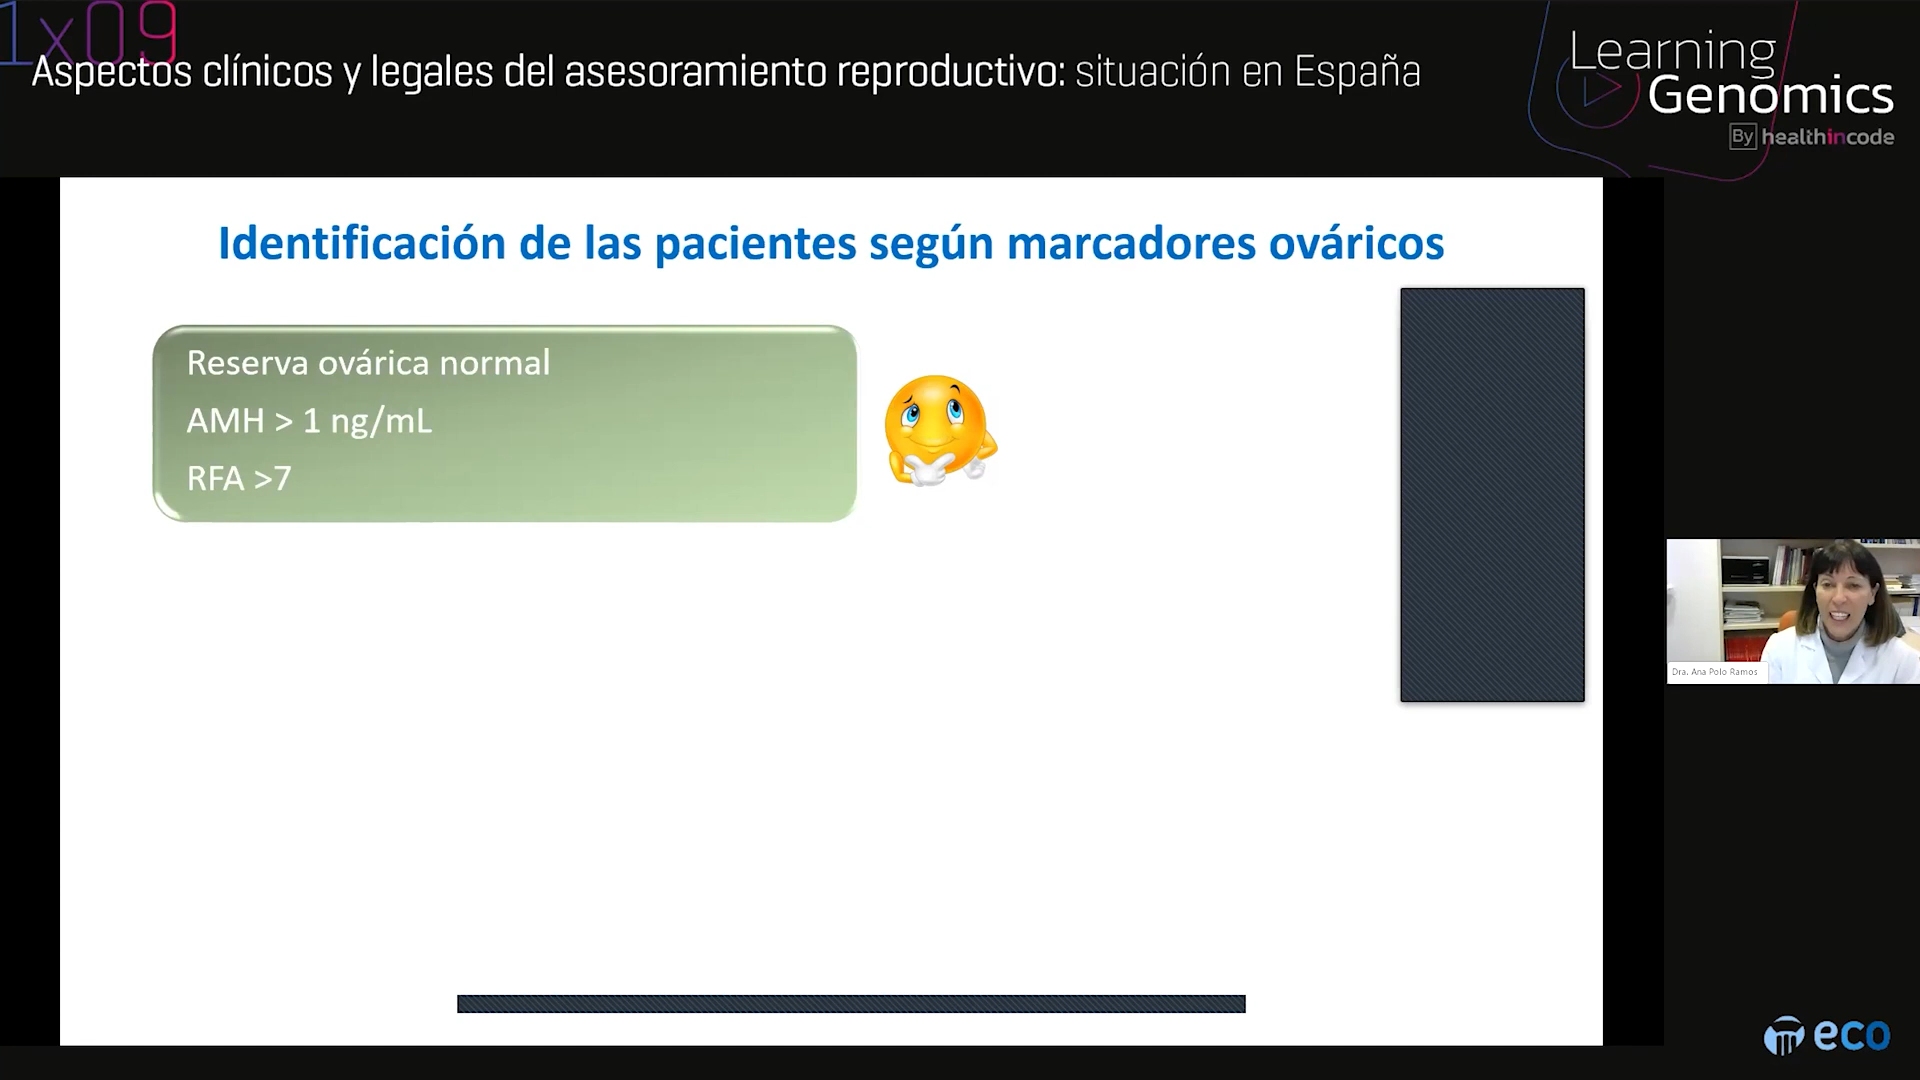 1x09
Aspectos clínicos y legales del asesoramiento reproductivo: situación en España
Learning
Genomics
By healthincode
Identificación de las pacientes según marcadores ováricos
Reserva ovárica normal
AMH > 1 ng/mL
RFA >7
Dra. Ana Polo Ramos
eco